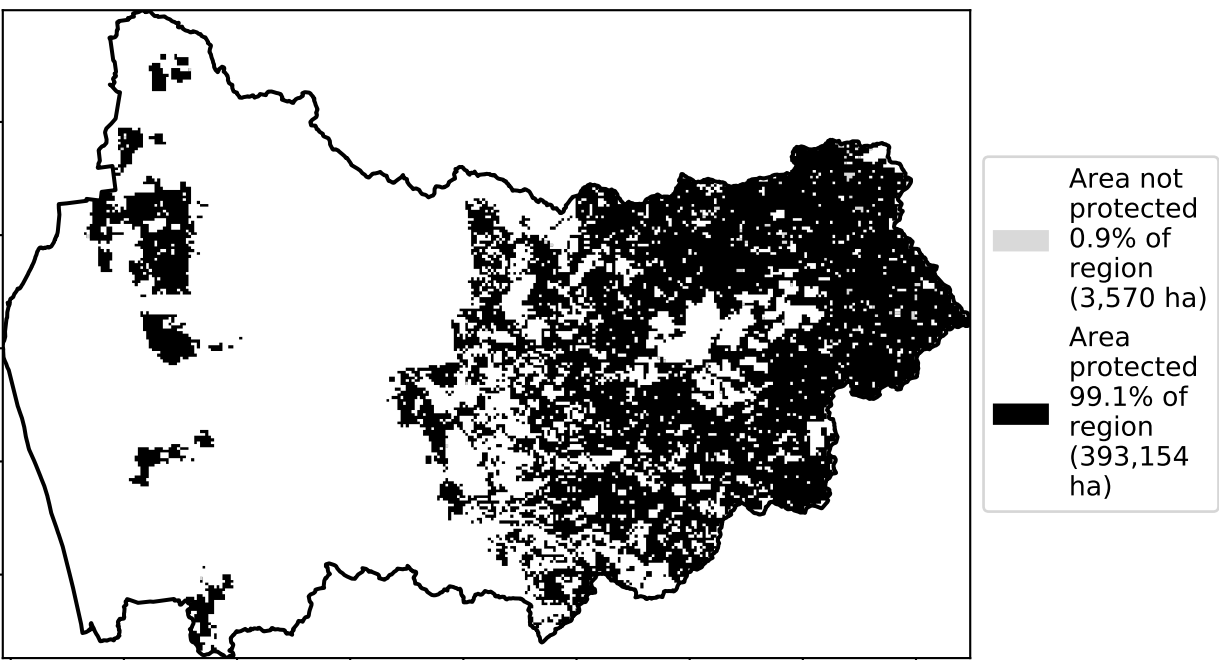 Area not
protected
0.9% of
region
(3,570 ha)
Area
protected
99.1% of
region
(393,154
ha)